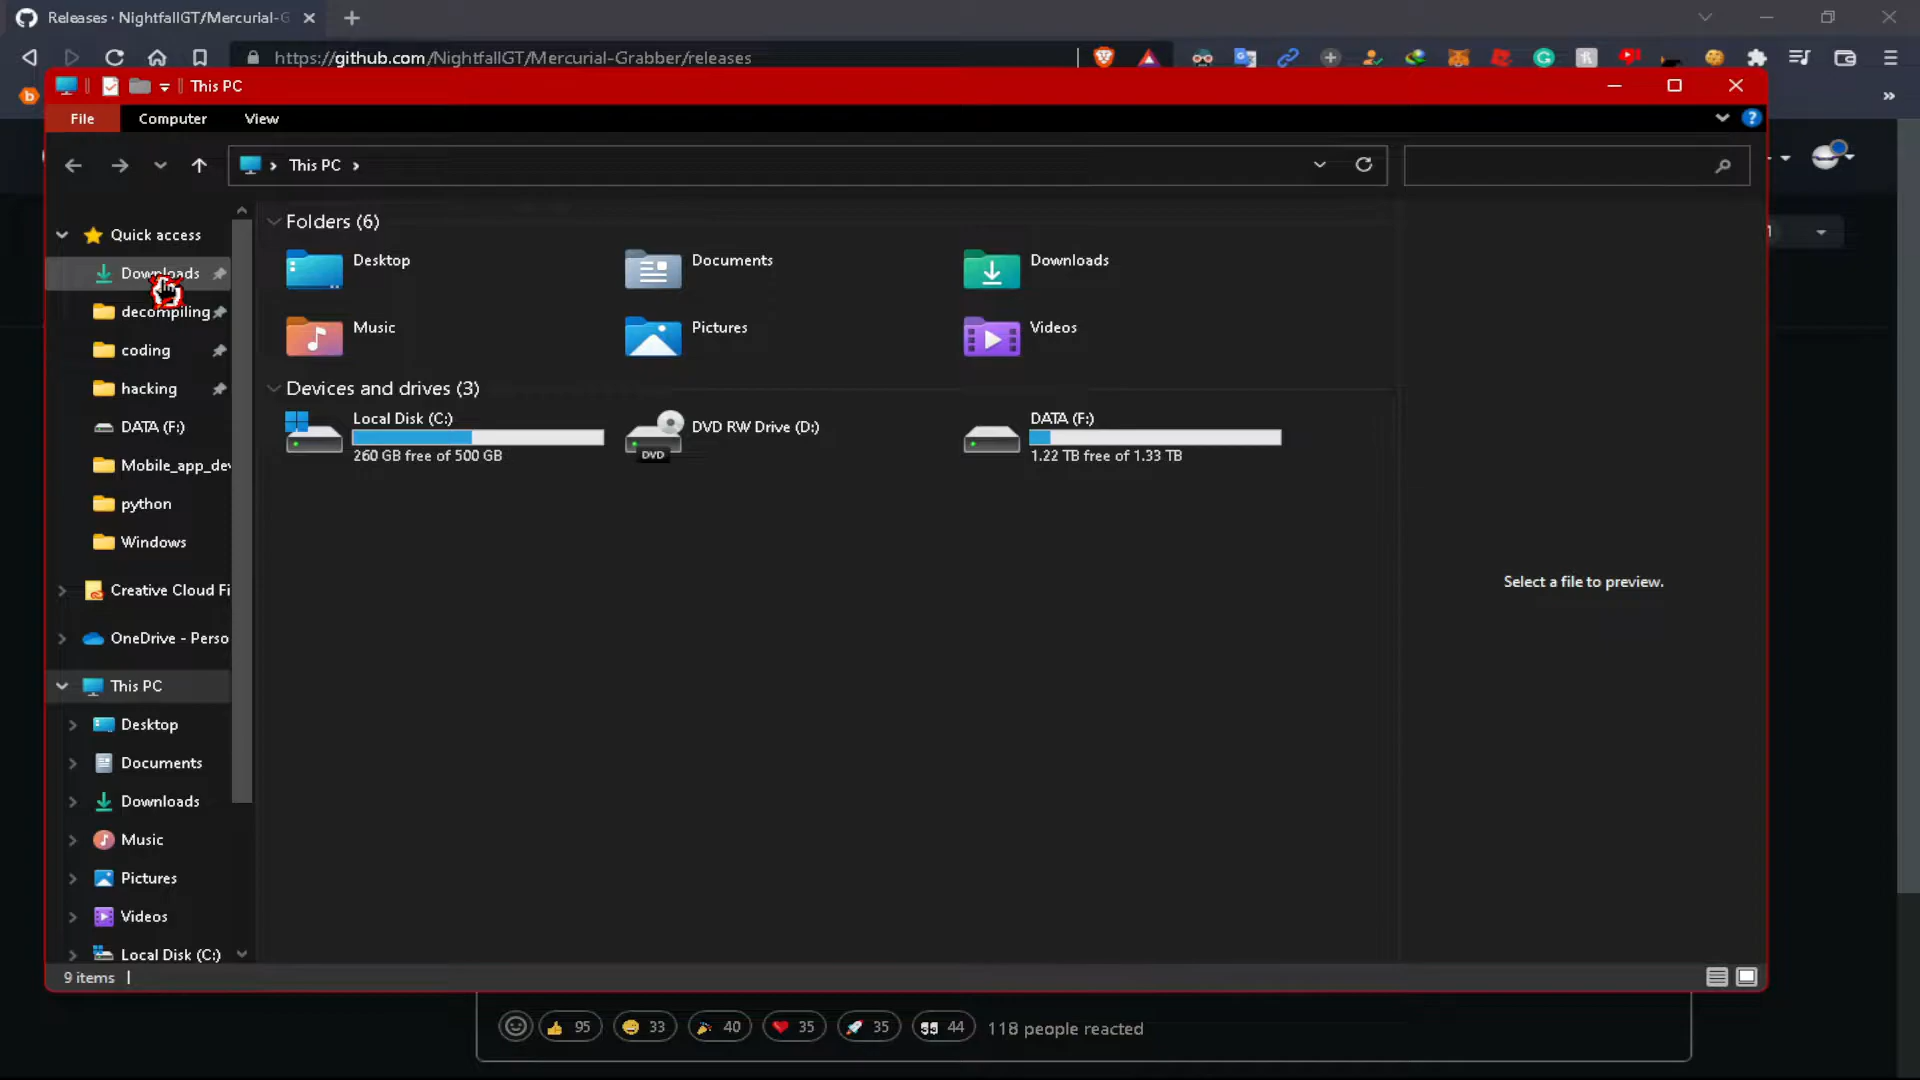 Releases · NightfallGT/Mercurial-G
https://github.com/NightfallGT/Mercurial-Grabber/releases
This PC
File
Computer
View
This PC
Quick access
Downloads
decompiling
coding
hacking
DATA (F:)
Mobile_app_dev
python
Windows
Creative Cloud Fi
OneDrive - Perso
This PC
Desktop
Documents
Downloads
Music
Pictures
Videos
Local Disk (C:)
Folders (6)
Desktop
Documents
Downloads
Music
Pictures
Videos
Devices and drives (3)
Local Disk (C:)
260 GB free of 500 GB
DVD RW Drive (D:)
DVD
DATA (F:)
1.22 TB free of 1.33 TB
Select a file to preview.
9 items
95
33
40
35
35
44
118 people reacted